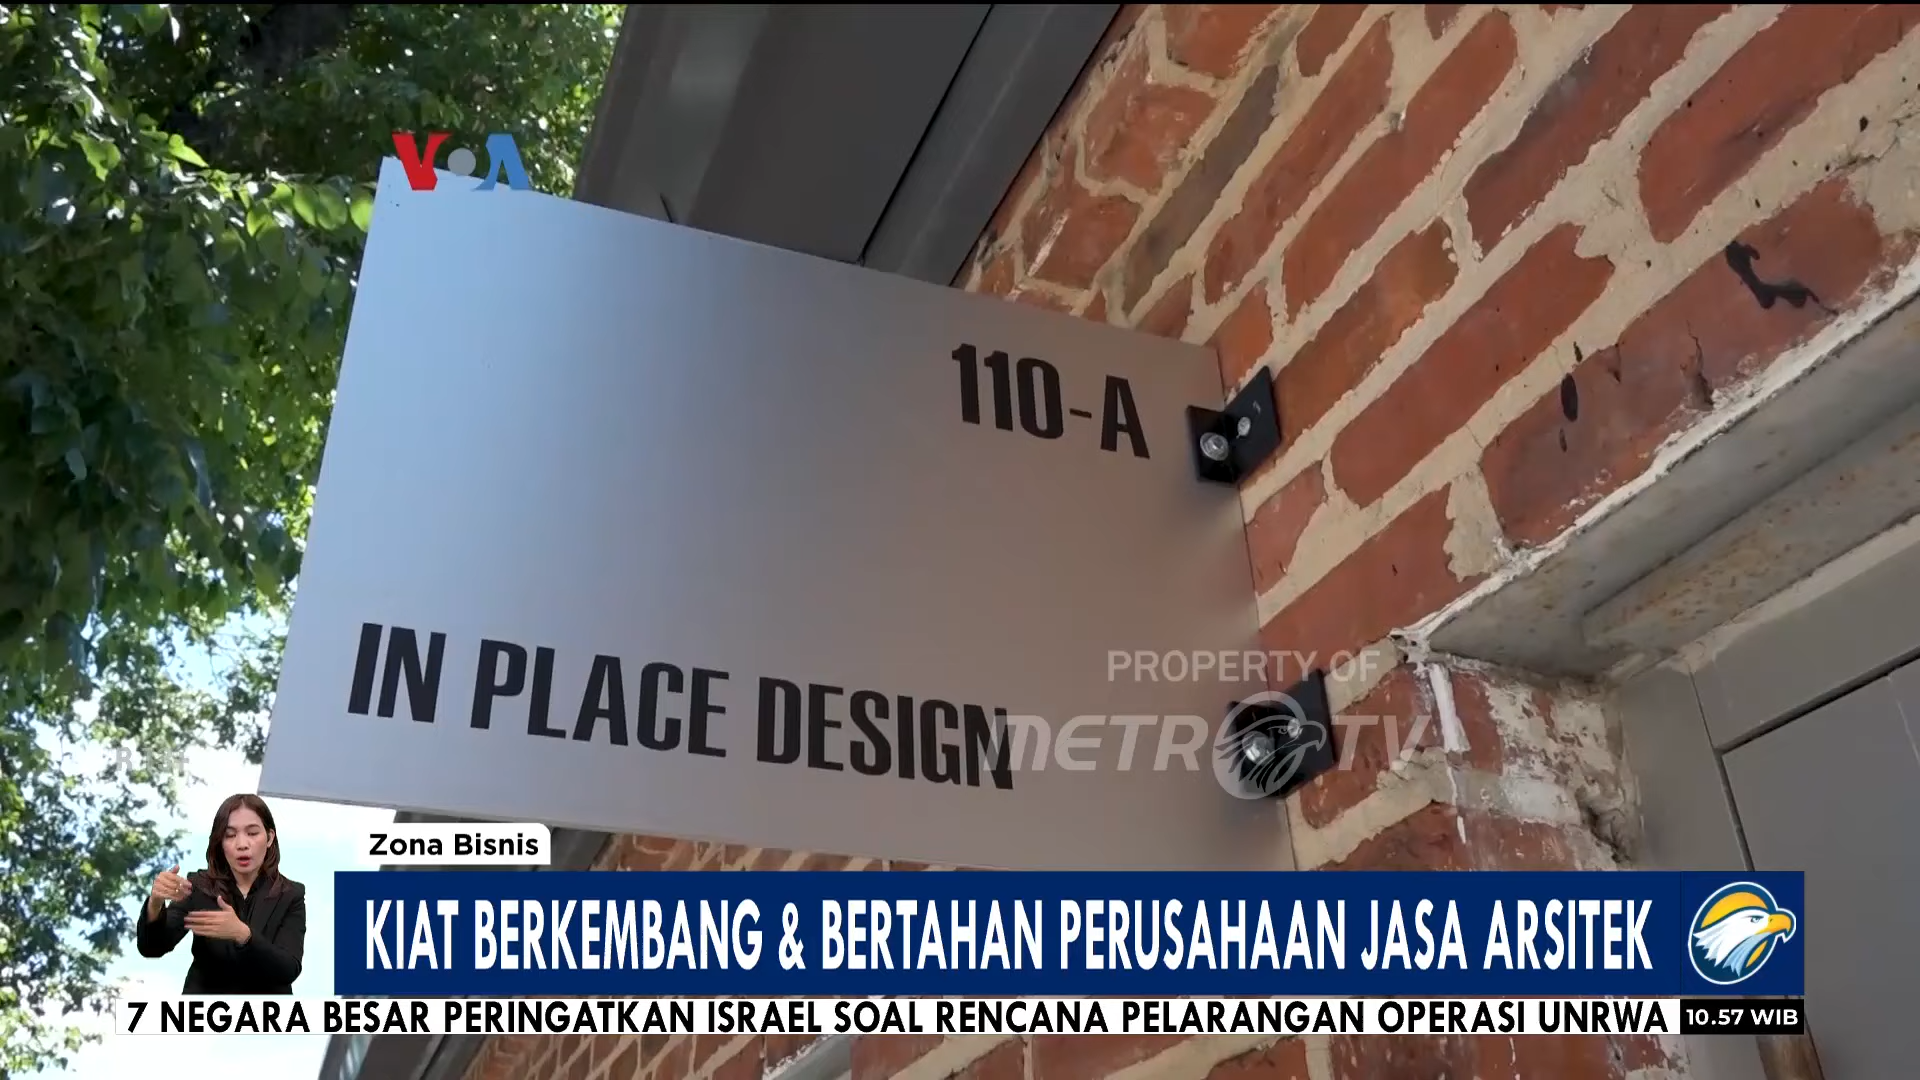 VOA
110-A
IN PLACE DESIGN
PROPERTY OF
METRO TV
Zona Bisnis
KIAT BERKEMBANG & BERTAHAN PERUSAHAAN JASA ARSITEK
7 NEGARA BESAR PERINGATKAN ISRAEL SOAL RENCANA PELARANGAN OPERASI UNRWA
10.57 WIB